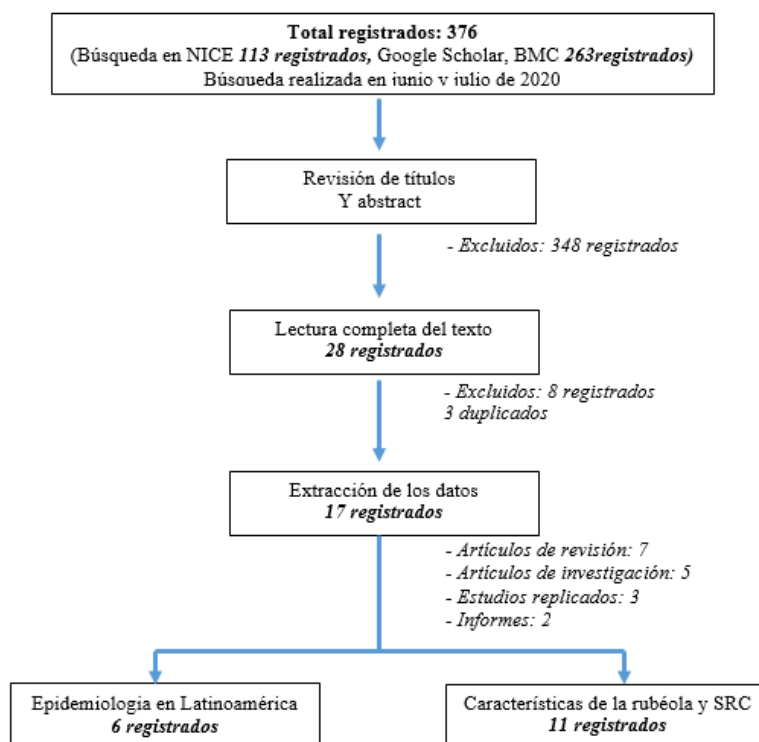 Total registrados: 376
(Búsqueda en NICE 113 registrados, Google Scholar, BMC 263registrados)
Búsqueda realizada en junio y julio de 2020
Revisión de títulos
Y abstract
- Excluidos: 348 registrados
Lectura completa del texto
28 registrados
- Excluidos: 8 registrados
3 duplicados
Extracción de los datos
17 registrados
- Artículos de revisión: 7
- Artículos de investigación: 5
- Estudios replicados: 3
- Informes: 2
Epidemiologia en Latinoamérica
6 registrados
Características de la rubéola y SRC
11 registrados